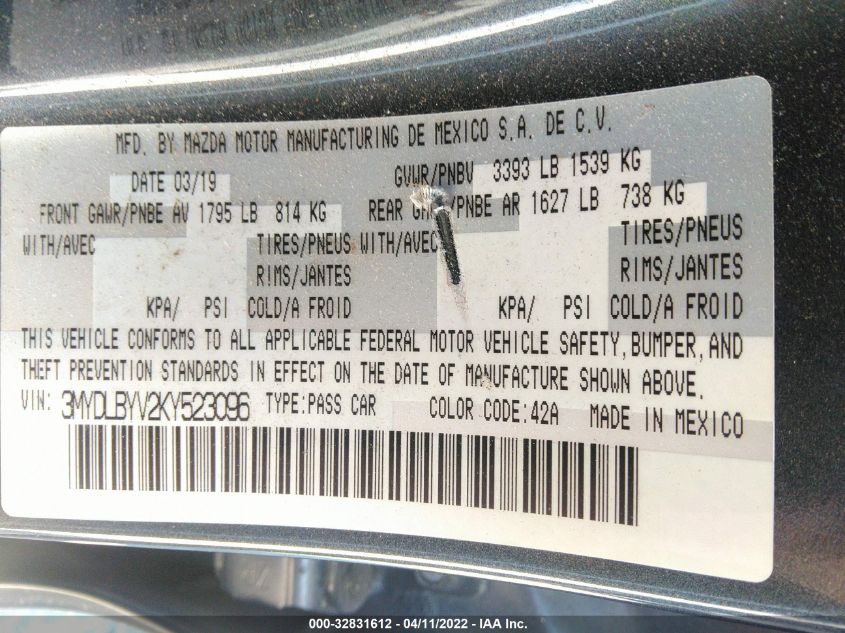 MFD. BY MAZDA MOTOR MANUFACTURING DE MEXICO S.A. DE C.V.
DATE 03/19 GVWR/PNBV 3393 LB 1539 KG
FRONT GAWR/PNBE AV 1795 LB 814 KG REAR /PNBE AR 1627 LB 738 KG
WITH/AVEC TIRES/PNEUS WITH/AVEC TIRES/PNEUS
RIMS/JANTES RIMS/JANTES
KPA/ PSI COLD/A FROID KPA/ PSI COLD/A FROID
THIS VEHICLE CONFORMS TO ALL APPLICABLE FEDERAL MOTOR VEHICLE SAFETY, BUMPER, AND
THEFT PREVENTION STANDARDS IN EFFECT ON THE DATE OF MANUFACTURE SHOWN ABOVE.
VIN: 3MYDLBYV2KY523096 TYPE:PASS CAR COLOR CODE:42A MADE IN MEXICO
000-32831612 - 04/11/2022 - © IAA Inc.